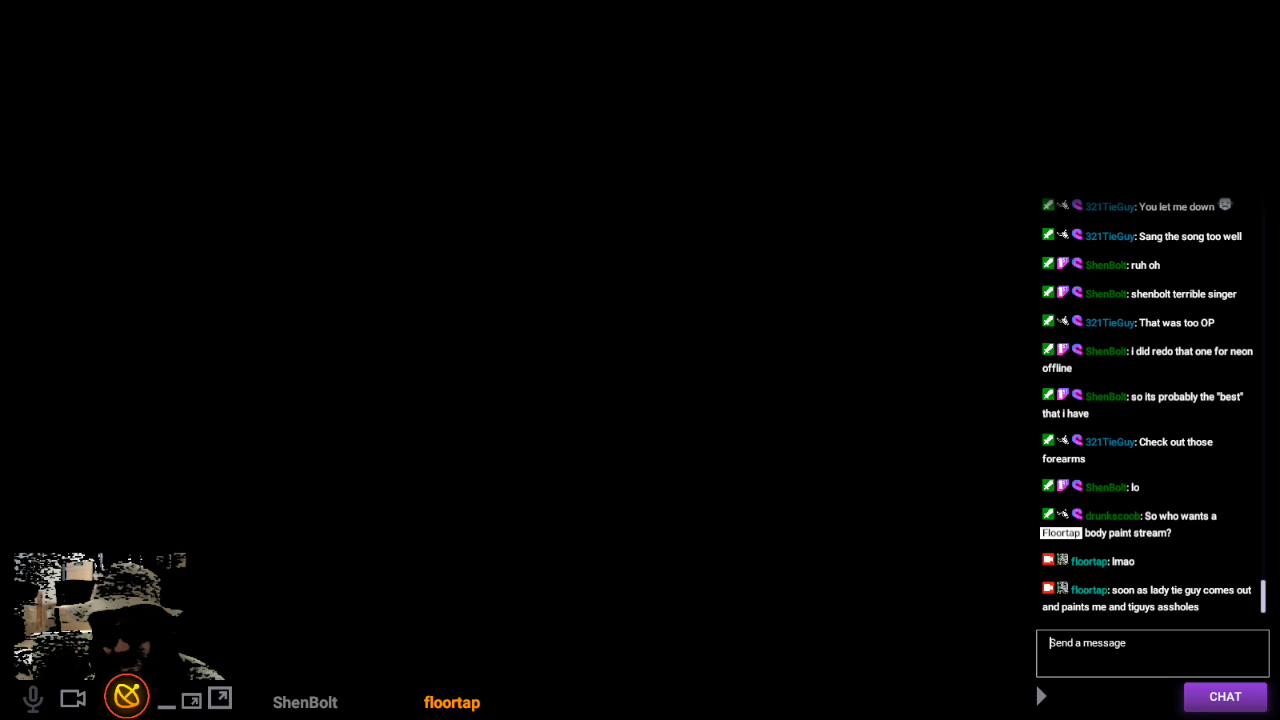 321TieGuy: You let me down
321TieGuy: Sang the song too well
ShenBolt: ruh oh
ShenBolt: shenbolt terrible singer
321TieGuy: That was too OP
ShenBolt: i did redo that one for neon
offline
ShenBolt: so its probably the "best"
that i have
321TieGuy: Check out those
forearms
ShenBolt: lo
drunkscoob: So who wants a
Floortap body paint stream?
floortap: lmao
floortap: soon as lady tie guy comes out
and paints me and tiguys assholes
Send a message
CHAT
ShenBolt floortap